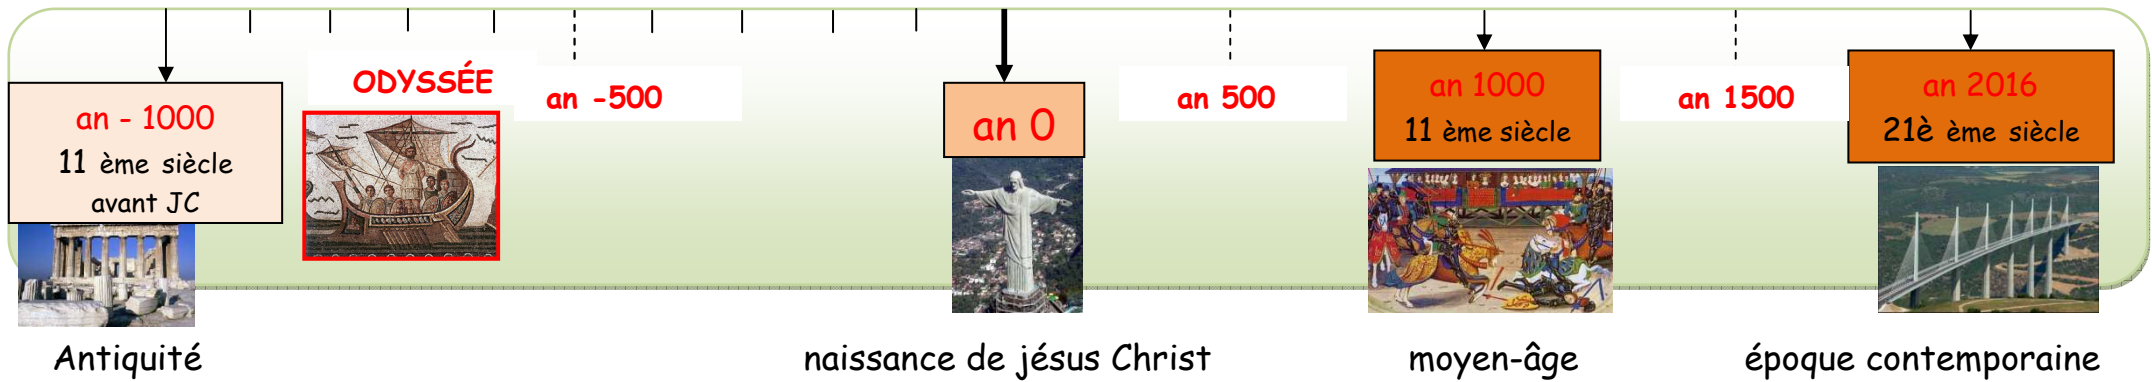 an - 1000
11 ème siècle
avant JC
ODYSSÉE
an -500
an 0
an 500
an 1000
11 ème siècle
an 1500
an 2016
21è ème siècle
Antiquité
naissance de jésus Christ
moyen-âge
époque contemporaine